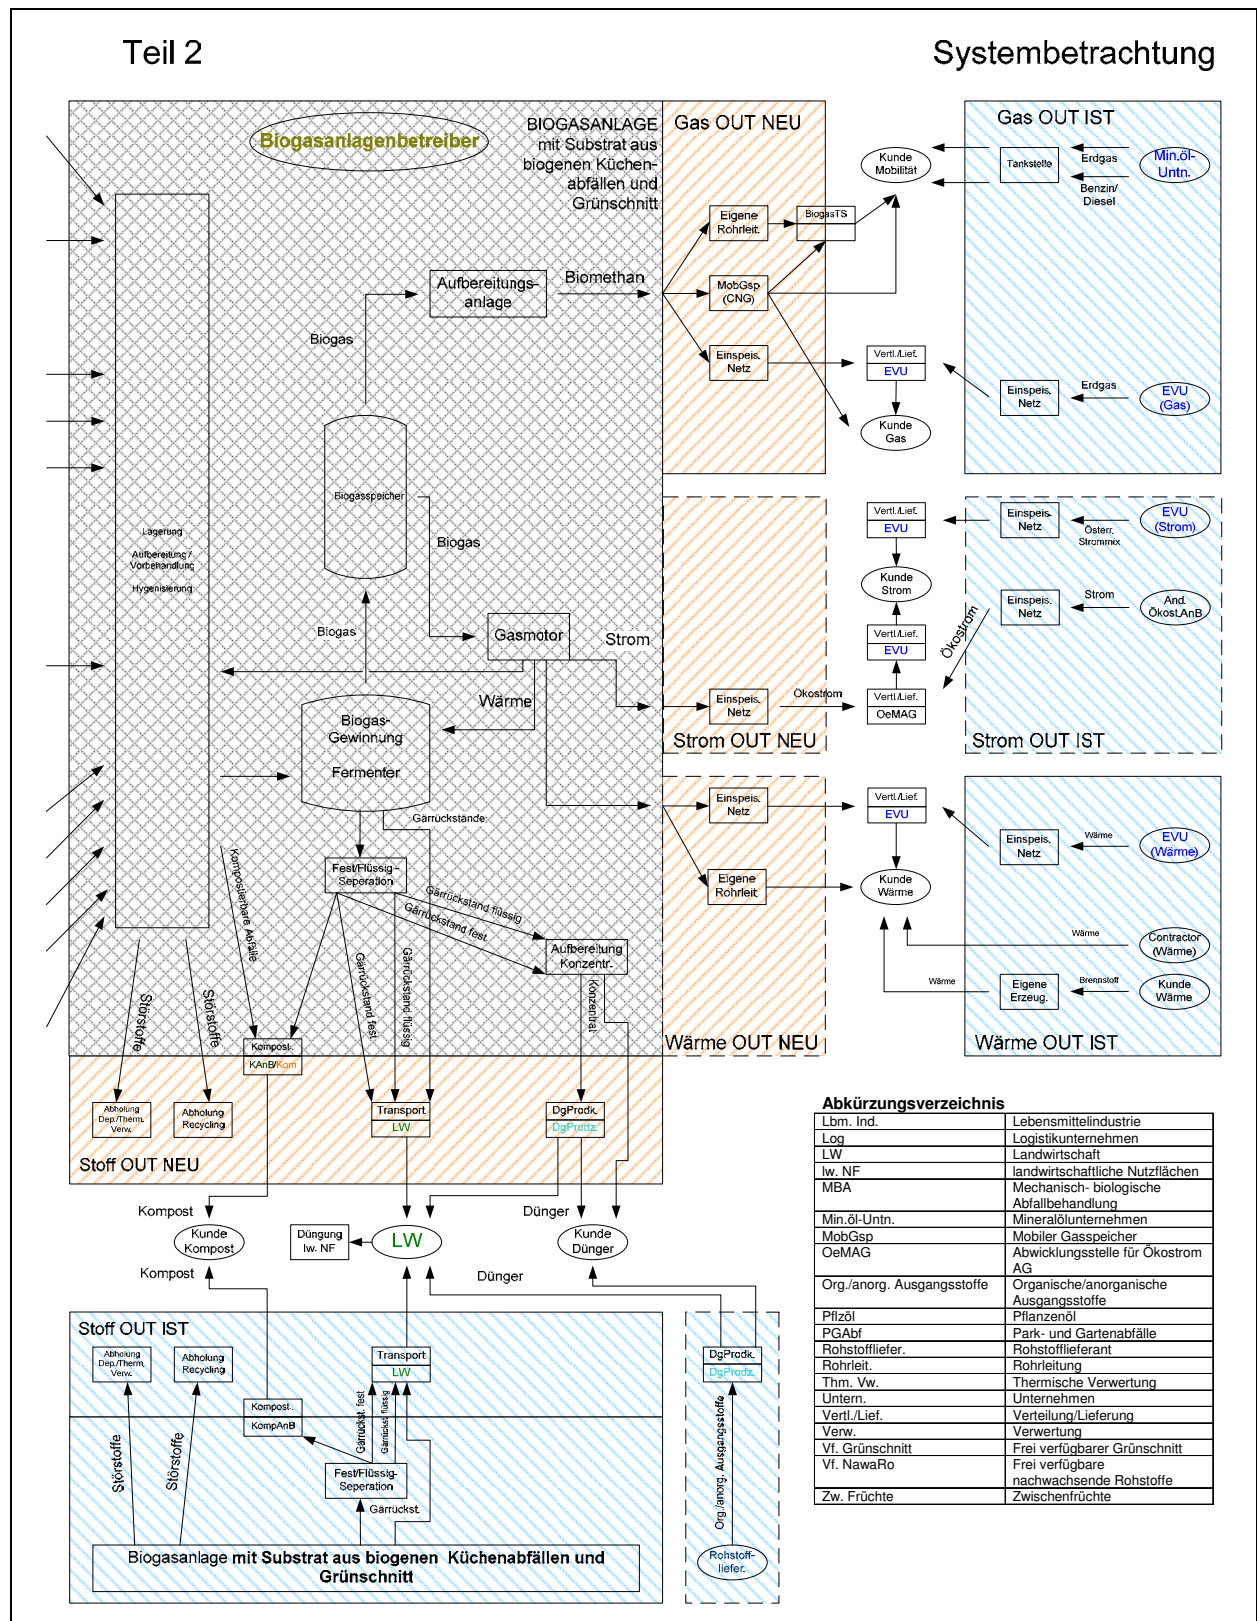 Teil 2
Systembetrachtung
Biogasanlagenbetreiber
BIOGASANLAGE
mit Substrat aus
biogenen Küchen-
abfällen und
Grünschnitt
Gas OUT NEU
Gas OUT IST
Kunde
Mobilität
Tankstelle
Erdgas
Benzin/
Diesel
Min.öl-
Untn.
Eigene
Rohrleit.
BiogasTS
Aufbereitungs-
anlage
Biomethan
MobGsp
(CNG)
Biogas
Einspeis.
Netz
Vertl./Lief.
EVU
Einspeis.
Netz
Erdgas
EVU
(Gas)
Kunde
Gas
Biogasspeicher
Biogas
Lagerung
Aufbereitung /
Vorbehandlung
Hygenisierung
Vertl./Lief.
EVU
Einspeis.
Netz
Österr.
Strommix
EVU
(Strom)
Kunde
Strom
Einspeis.
Netz
Strom
And.
Ökost.AnB
Biogas
Gasmotor
Strom
Vertl./Lief.
EVU
Ökostrom
Wärme
Einspeis.
Netz
Ökostrom
Vertl./Lief.
OeMAG
Biogas-
Gewinnung
Fermenter
Strom OUT NEU
Strom OUT IST
Gärrückstände
Einspeis.
Netz
Vertl./Lief.
EVU
Einspeis.
Netz
Wärme
EVU
(Wärme)
Fest/Flüssig-
Seperation
Eigene
Rohrleit.
Kunde
Wärme
Kompostierbare Abfälle
Gärrückstand flüssig
Gärrückstand fest
Aufbereitung
Konzentr.
Wärme
Contractor
(Wärme)
Störstoffe
Störstoffe
Gärrückstand fest
Gärrückstand flüssig
Konzentrat
Wärme
Eigene
Erzeug.
Brennstoff
Kunde
Wärme
Kompost.
KAnB/Kom
Wärme OUT NEU
Wärme OUT IST
Abholung
Dep./Therm.
Verw.
Abholung
Recycling
Transport
LW
DgProdk.
DgProdz.
Stoff OUT NEU
Kompost
Dünger
Kunde
Kompost
Düngung
lw. NF
LW
Kunde
Dünger
Kompost
Dünger
Stoff OUT IST
Abholung
Dep./Therm.
Verw.
Abholung
Recycling
Transport
LW
DgProdk.
DgProdz.
Kompost.
KompAnB
Gärrückst. fest
Gärrückst. flüssig
Störstoffe
Störstoffe
Fest/Flüssig-
Seperation
Gärrückst.
Org./anorg. Ausgangsstoffe
Biogasanlage mit Substrat aus biogenen Küchenabfällen und
Grünschnitt
Rohstoff-
liefer.
Abkürzungsverzeichnis
Lbm. Ind. Lebensmittelindustrie
Log Logistikunternehmen
LW Landwirtschaft
lw. NF landwirtschaftliche Nutzflächen
MBA Mechanisch- biologische
Abfallbehandlung
Min.öl-Untn. Mineralölunternehmen
MobGsp Mobiler Gasspeicher
OeMAG Abwicklungsstelle für Ökostrom
AG
Org./anorg. Ausgangsstoffe Organische/anorganische
Ausgangsstoffe
Pflzöl Pflanzenöl
PGAbf Park- und Gartenabfälle
Rohstoffliefer. Rohstofflieferant
Rohrleit. Rohrleitung
Thm. Vw. Thermische Verwertung
Untern. Unternehmen
Vertl./Lief. Verteilung/Lieferung
Verw. Verwertung
Vf. Grünschnitt Frei verfügbarer Grünschnitt
Vf. NawaRo Frei verfügbare
nachwachsende Rohstoffe
Zw. Früchte Zwischenfrüchte